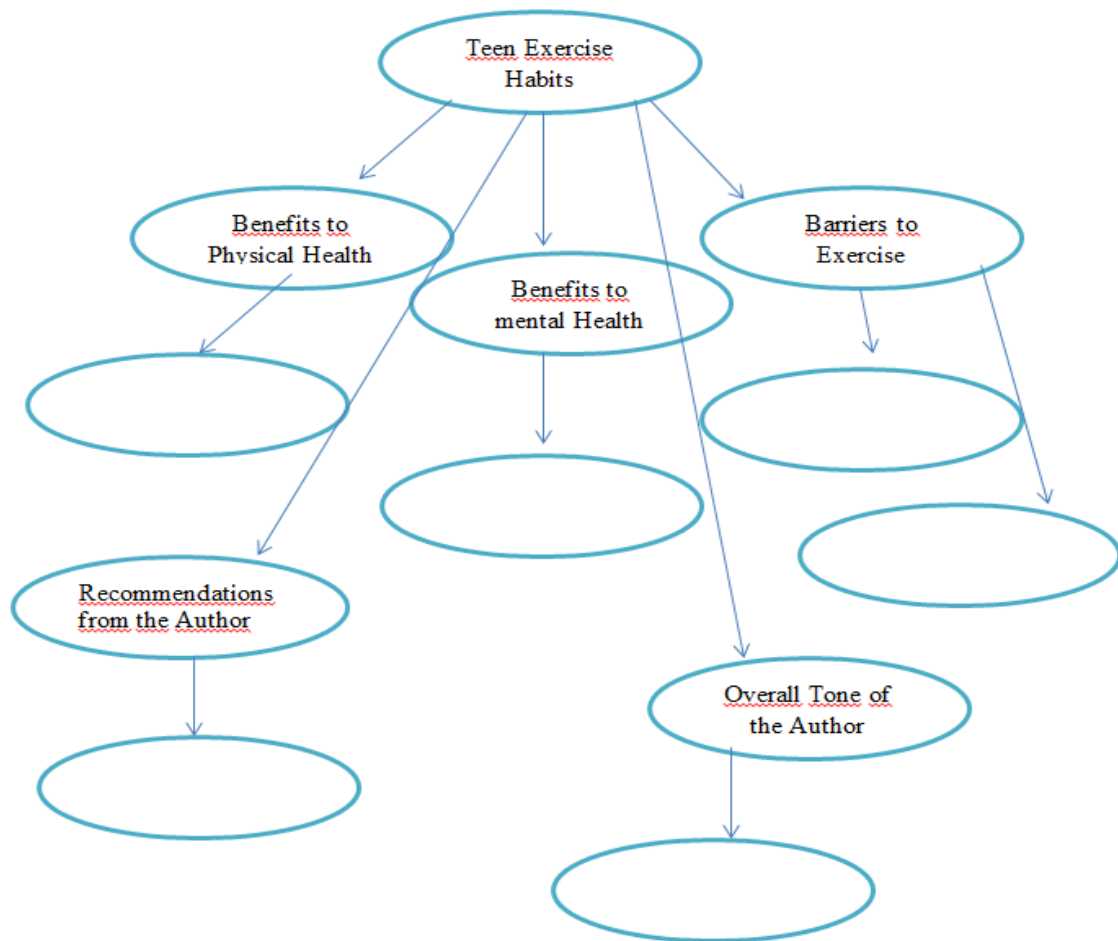 Teen Exercise
Habits
Benefits to
Physical Health
Barriers to
Exercise
Benefits to
mental Health
Recommendations
from the Author
Overall Tone of
the Author